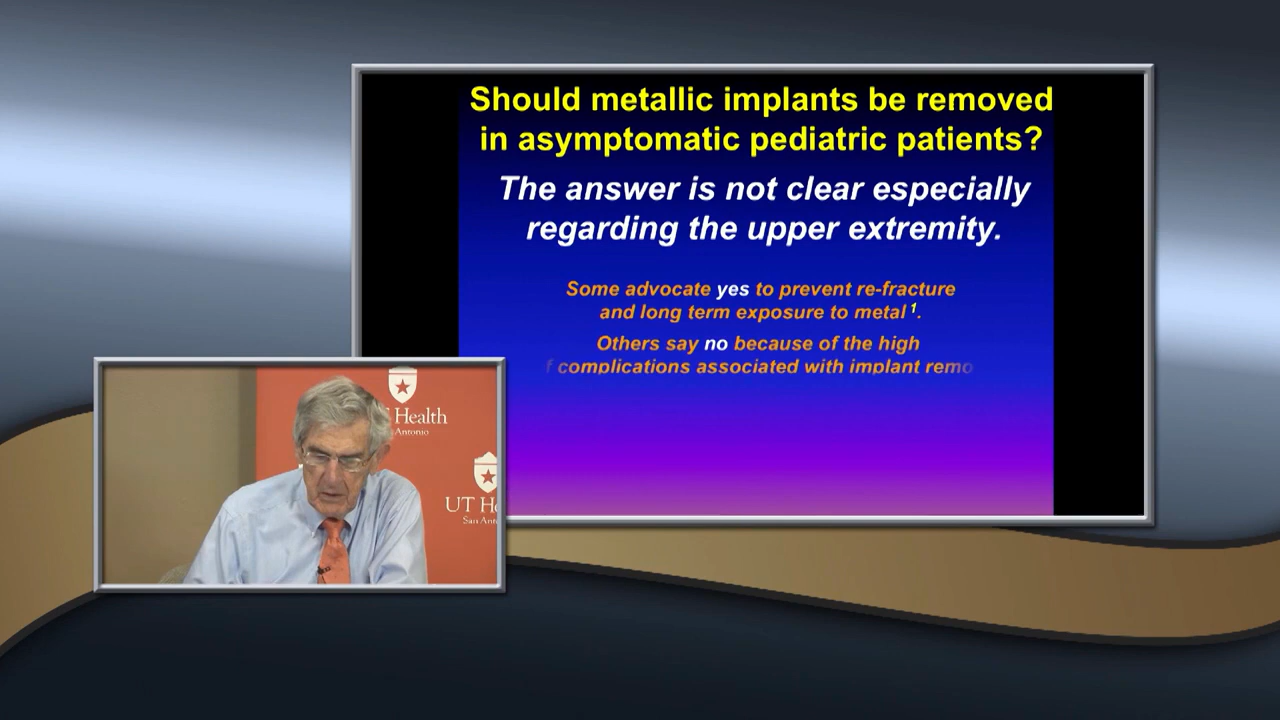 Should metallic implants be removed
in asymptomatic pediatric patients?
The answer is not clear especially
regarding the upper extremity.
Some advocate yes to prevent re-fracture
and long term exposure to metal 1.
Others say no because of the high
complications associated with implant
Health
Antonio
UT
San